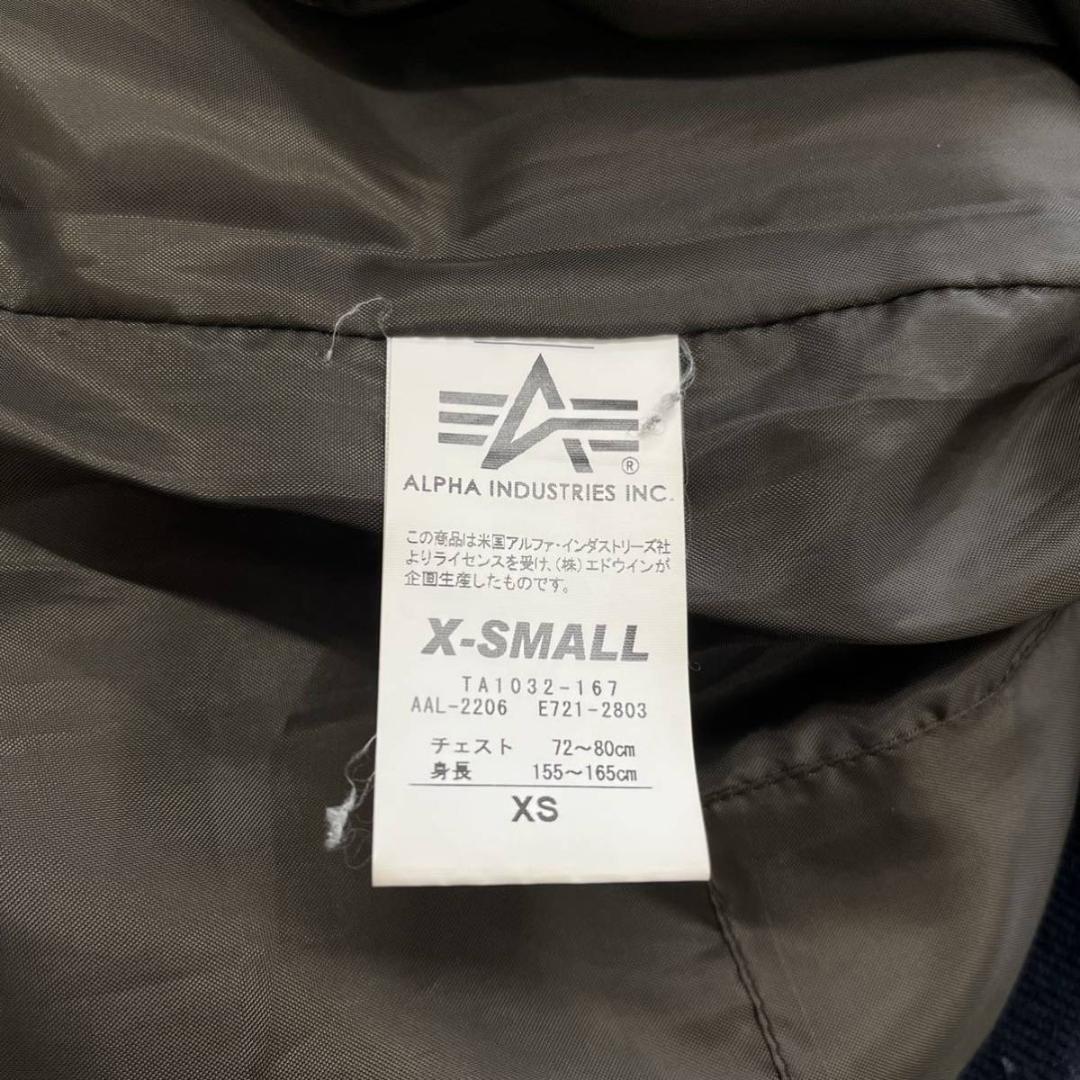 ®
ALPHA INDUSTRIES INC.
この商品は米国アルファ・インダストリーズ社
よりライセンスを受け、(株)エドウインが
企画生産したものです。
X-SMALL
TA1032-167
AAL-2206 E721-2803
チェスト 72〜80cm
身長 155〜165cm
XS